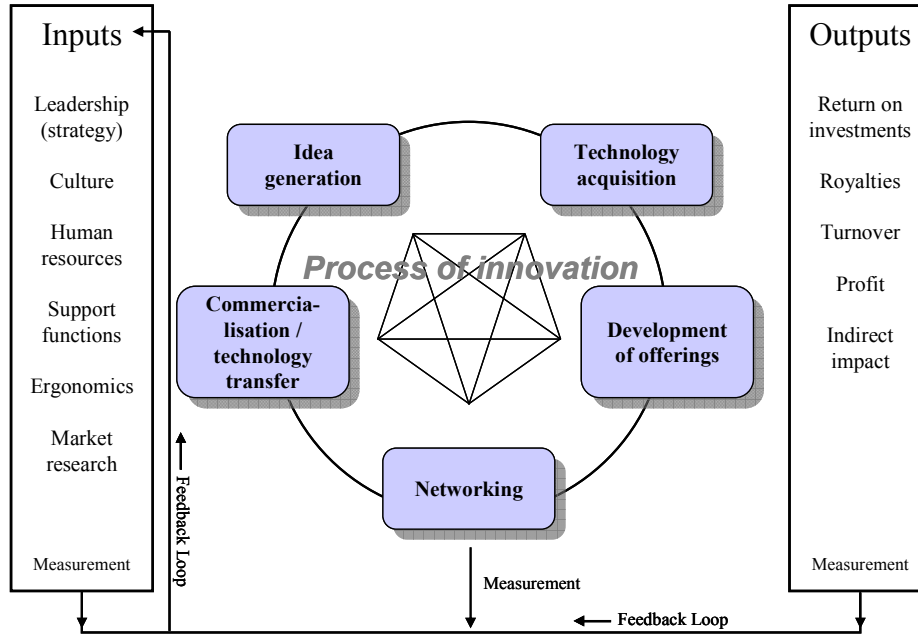 Inputs
Leadership
(strategy)
Culture
Human
resources
Support
functions
Ergonomics
Market
research
Measurement
Idea
generation
Technology
acquisition
Process of innovation
Commercia-
lisation /
technology
transfer
Development
of offerings
Networking
Measurement
Feedback Loop
Feedback Loop
Outputs
Return on
investments
Royalties
Turnover
Profit
Indirect
impact
Measurement